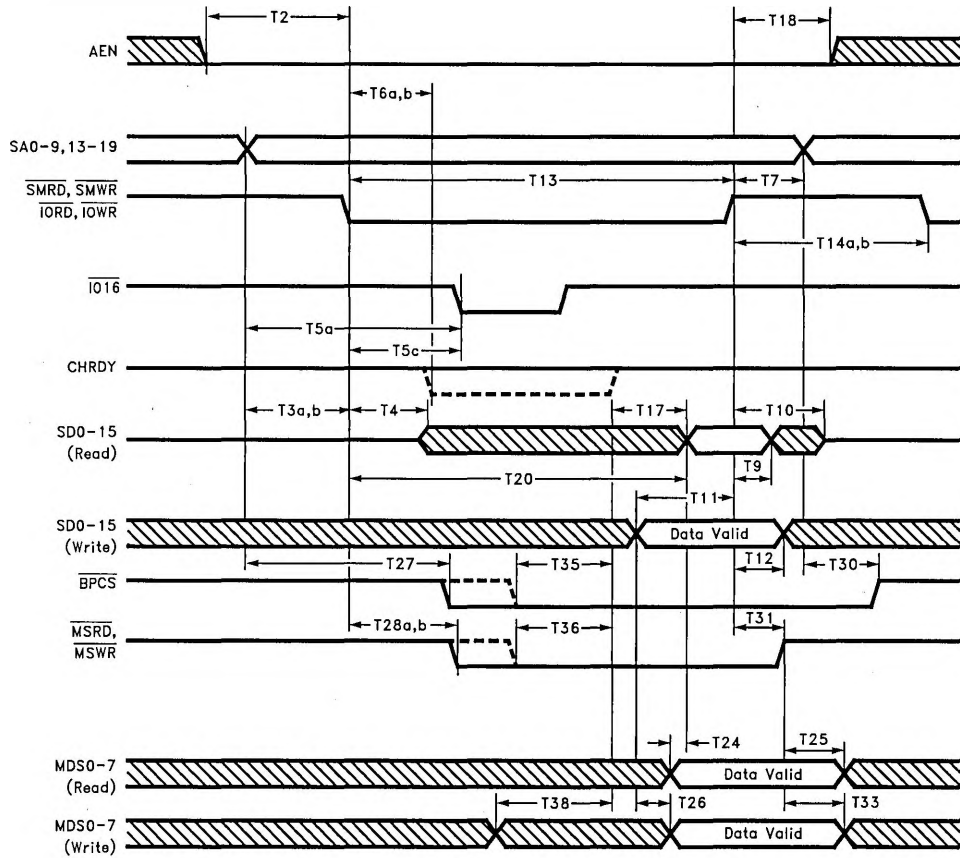 T2
T18
AEN
T6a,b
SA0-9,13-19
T13
T7
SMRD, SMWR
IORD, IOWR
T14a,b
IO16
T5a
T5c
CHRDY
T3a,b
T4
T17
T10
SD0-15
(Read)
T20
T9
T11
SD0-15
(Write)
Data Valid
T12
T27
T35
T30
BPCS
T28a,b
T36
T31
MSRD,
MSWR
T24
T25
MDS0-7
(Read)
Data Valid
T38
T26
T33
MDS0-7
(Write)
Data Valid